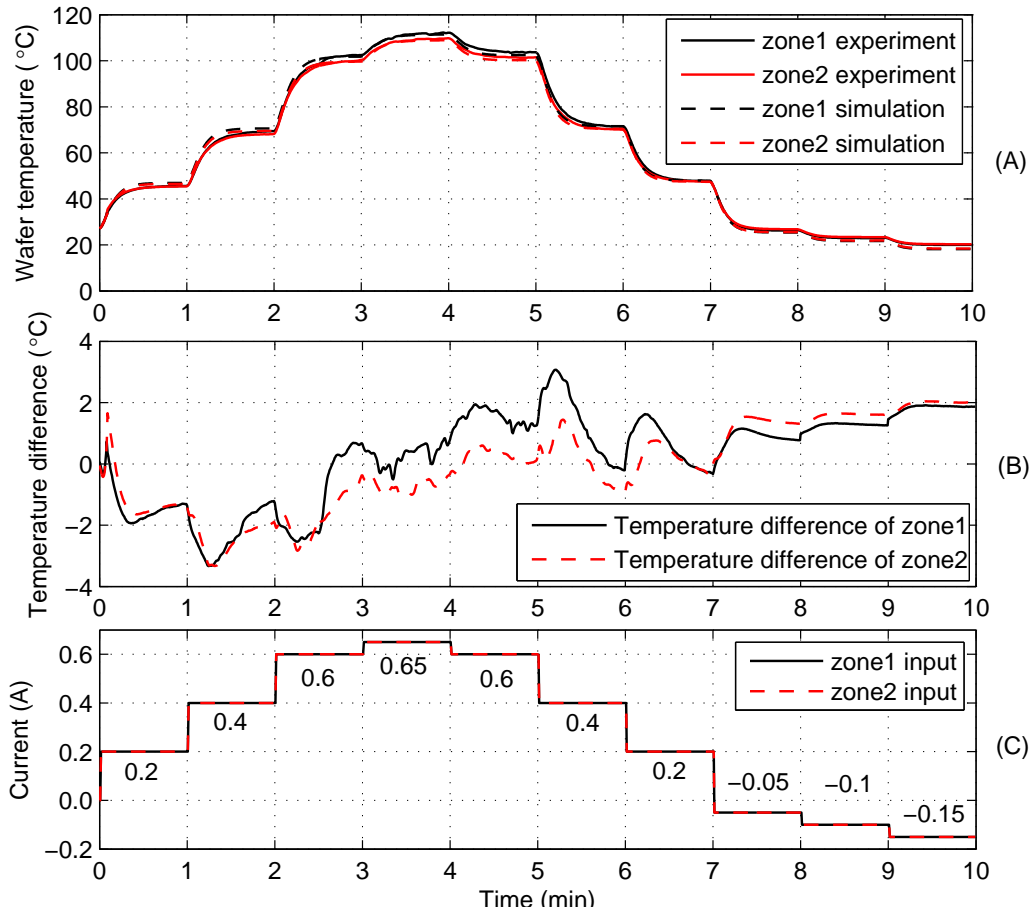 120
100
80
60
40
20
0
Wafer temperature ( °C)
zone1 experiment
zone2 experiment
zone1 simulation
zone2 simulation
(A)
0 1 2 3 4 5 6 7 8 9 10
4
2
0
−2
−4
Temperature difference ( °C)
Temperature difference of zone1
Temperature difference of zone2
(B)
0 1 2 3 4 5 6 7 8 9 10
0.6
0.4
0.2
0.0
−0.2
Current (A)
zone1 input
zone2 input
0.2
0.4
0.6
0.65
0.6
0.4
0.2
−0.05
−0.1
−0.15
(C)
0 1 2 3 4 5 6 7 8 9 10
Time (min)